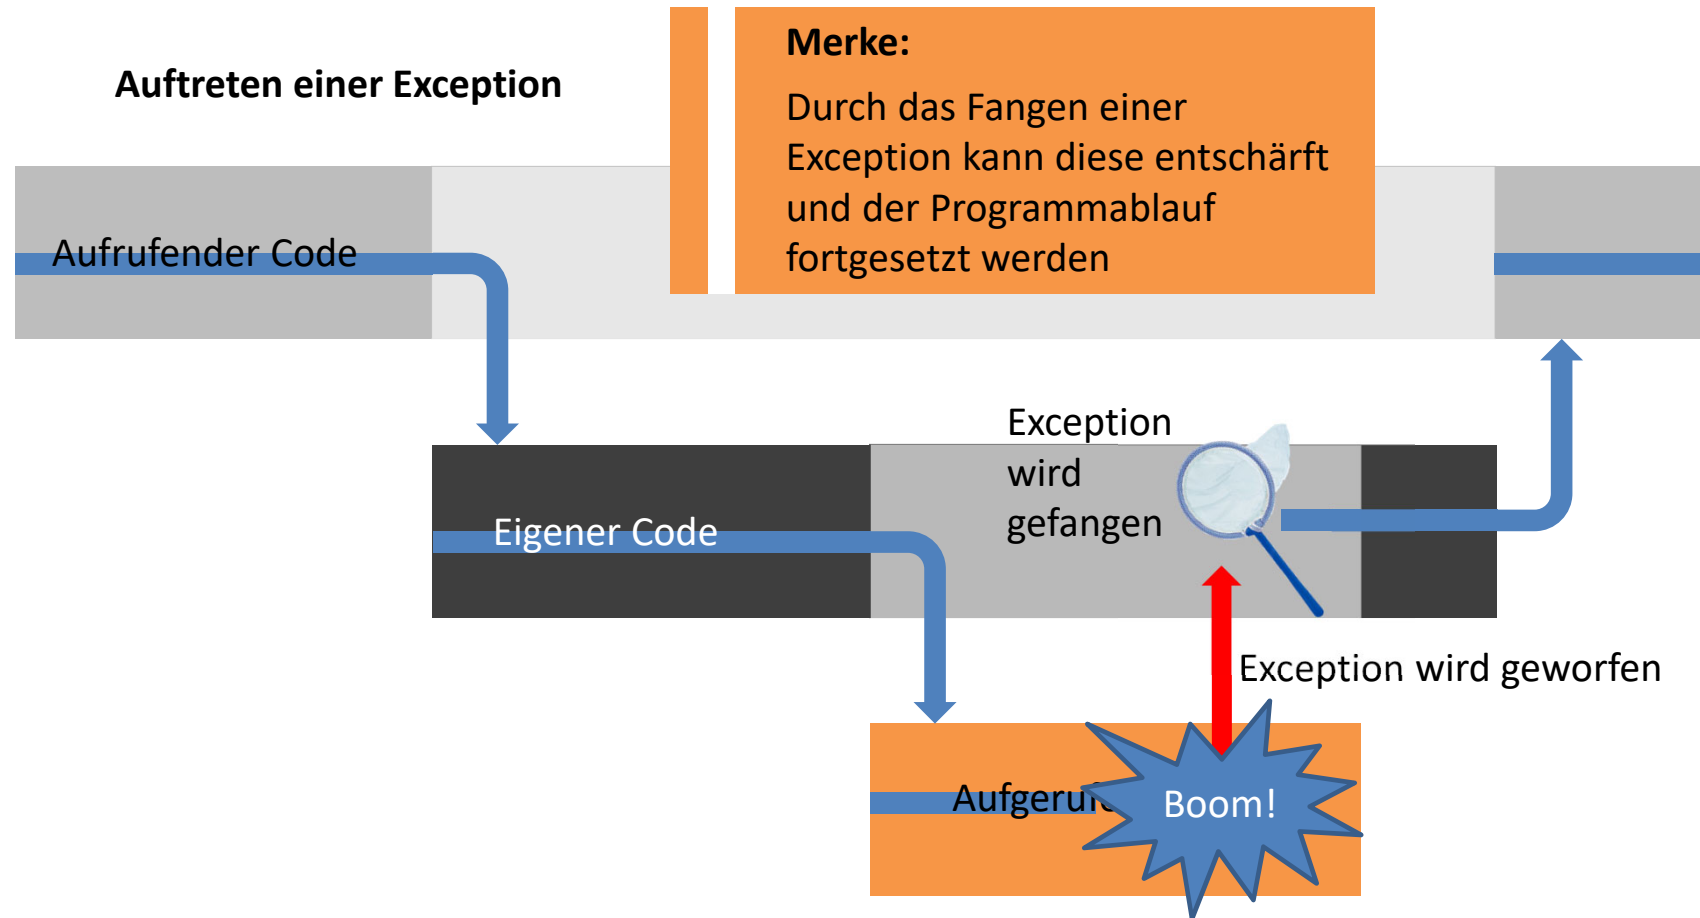 Auftreten einer Exception
Merke:
Durch das Fangen einer
Exception kann diese entschärft
und der Programmablauf
fortgesetzt werden
Aufrufender Code
Exception
wird
gefangen
Eigener Code
Exception wird geworfen
Boom!